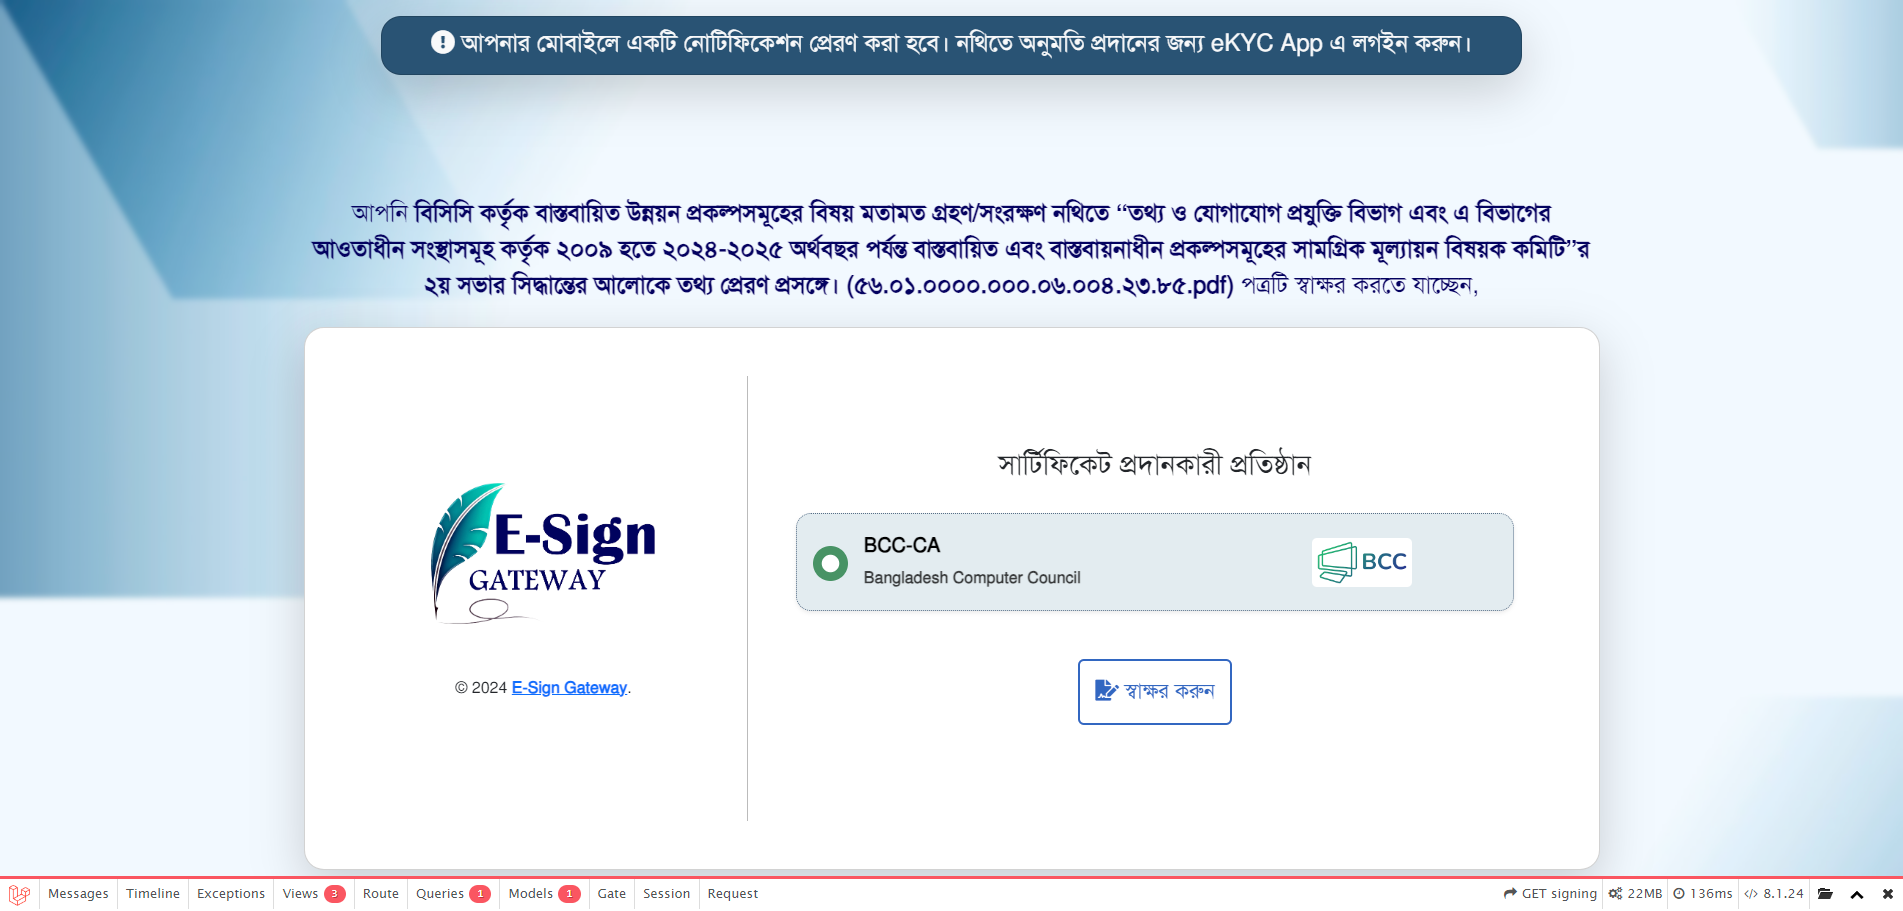 আপনার মোবাইলে একটি নোটিফিকেশন প্রেরণ করা হবে। নথিতে অনুমতি প্রদানের জন্য eKYC App এ লগইন করুন।
আপনি বিসিসি কর্তৃক বাস্তবায়িত উন্নয়ন প্রকল্পসমূহের বিষয় মতামত গ্রহণ/সংরক্ষণ নথিতে “তথ্য ও যোগাযোগ প্রযুক্তি বিভাগ এবং এ বিভাগের
আওতাধীন সংস্থাসমূহ কর্তৃক ২০০৯ হতে ২০২৪-২০২৫ অর্থবছর পর্যন্ত বাস্তবায়িত এবং বাস্তবায়নাধীন প্রকল্পসমূহের সামগ্রিক মূল্যায়ন বিষয়ক কমিটি”র
২য় সভার সিদ্ধান্তের আলোকে তথ্য প্রেরণ প্রসঙ্গে। (৫৬.০১.০০০০.০০০.০৬.০০৪.২৩.৮৫.pdf) পত্রটি স্বাক্ষর করতে যাচ্ছেন,
E-Sign
GATEWAY
© 2024 E-Sign Gateway.
সার্টিফিকেট প্রদানকারী প্রতিষ্ঠান
BCC-CA
Bangladesh Computer Council
BCC
স্বাক্ষর করুন
Messages Timeline Exceptions Views 3 Route Queries 1 Models 1 Gate Session Request GET signing 22MB 136ms 8.1.24